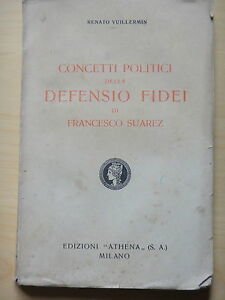 RENATO VUILLERMIN
CONCETTI POLITICI
DELLA
DEFENSIO FIDEI
DI
FRANCESCO SUAREZ
EDIZIONI "ATHENA" (S. A.)
MILANO